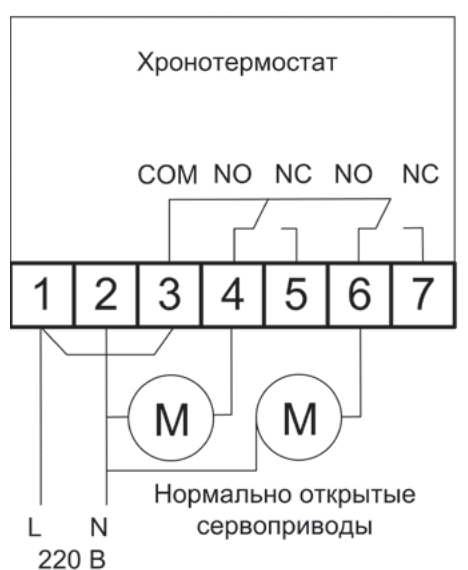 Хронотермостат
COM NO NC NO NC
1 2 3 4 5 6 7
M M
Нормально открытые
сервоприводы
L N
220 В